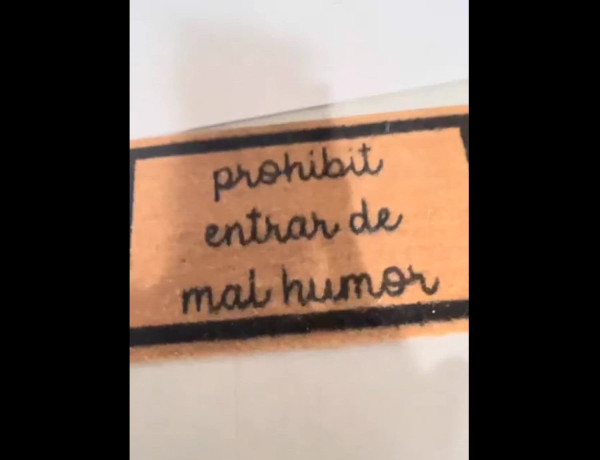 prohibit
entrar de
mal humor